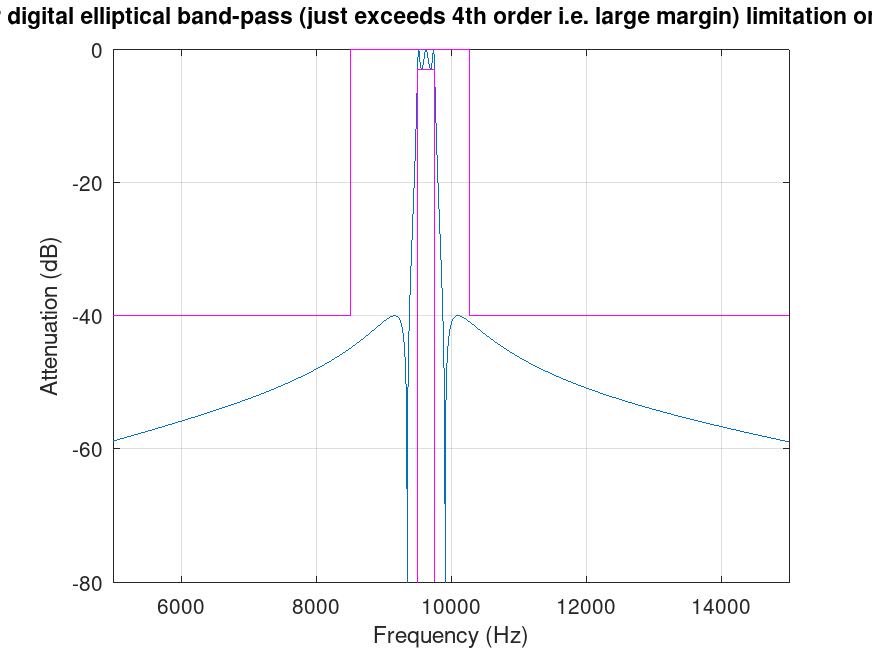 digital elliptical band-pass (just exceeds 4th order i.e. large margin) limitation
0
-20
-40
-60
-80
Attenuation (dB)
6000 8000 10000 12000 14000
Frequency (Hz)